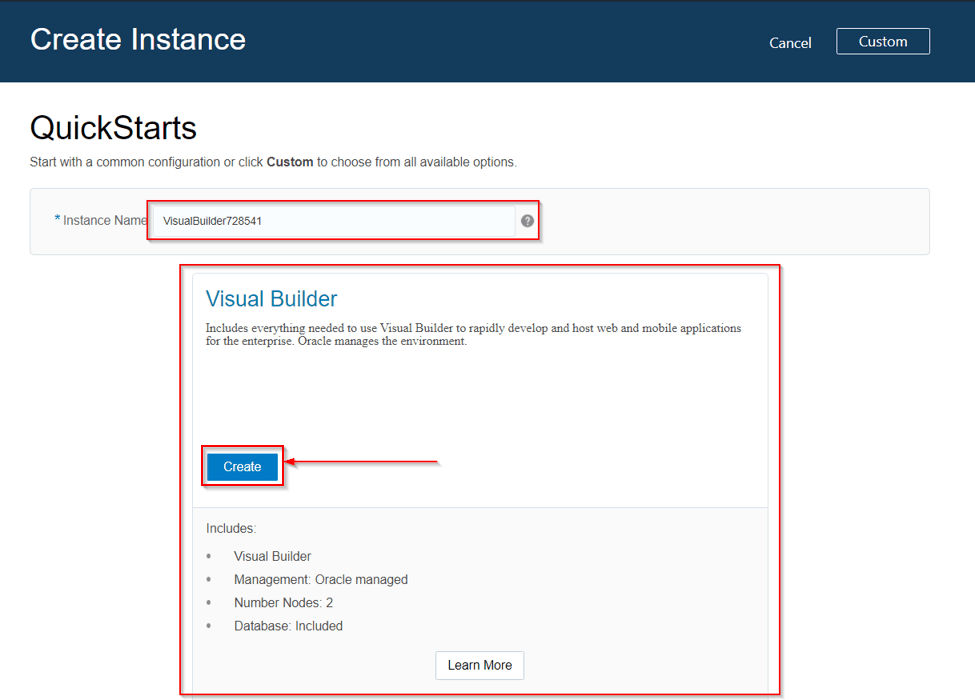 Create Instance
Cancel
Custom
QuickStarts
Start with a common configuration or click Custom to choose from all available options.
* Instance Name
VisualBuilder728541
?
Visual Builder
Includes everything needed to use Visual Builder to rapidly develop and host web and mobile applications
for the enterprise. Oracle manages the environment.
Create
Includes:
• Visual Builder
• Management: Oracle managed
• Number Nodes: 2
• Database: Included
Learn More